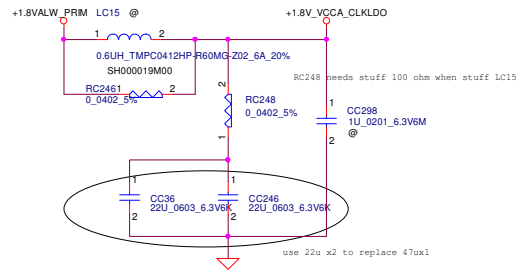 +1.8VALW_PRIM LC15 @ +1.8V_VCCA_CLKLDO
1 2
0.6UH_TMPC0412HP-R60MG-Z02_6A_20%
SH000019M00
RC246 1 2
0_0402_5%
RC248 needs stuff 100 ohm when stuff LC15
2
RC248
0_0402_5%
1
1
CC298
1U_0201_6.3V6M
@
2
1
CC36
22U_0603_6.3V6K
2
1
CC246
22U_0603_6.3V6K
2
use 22u x2 to replace 47ux1